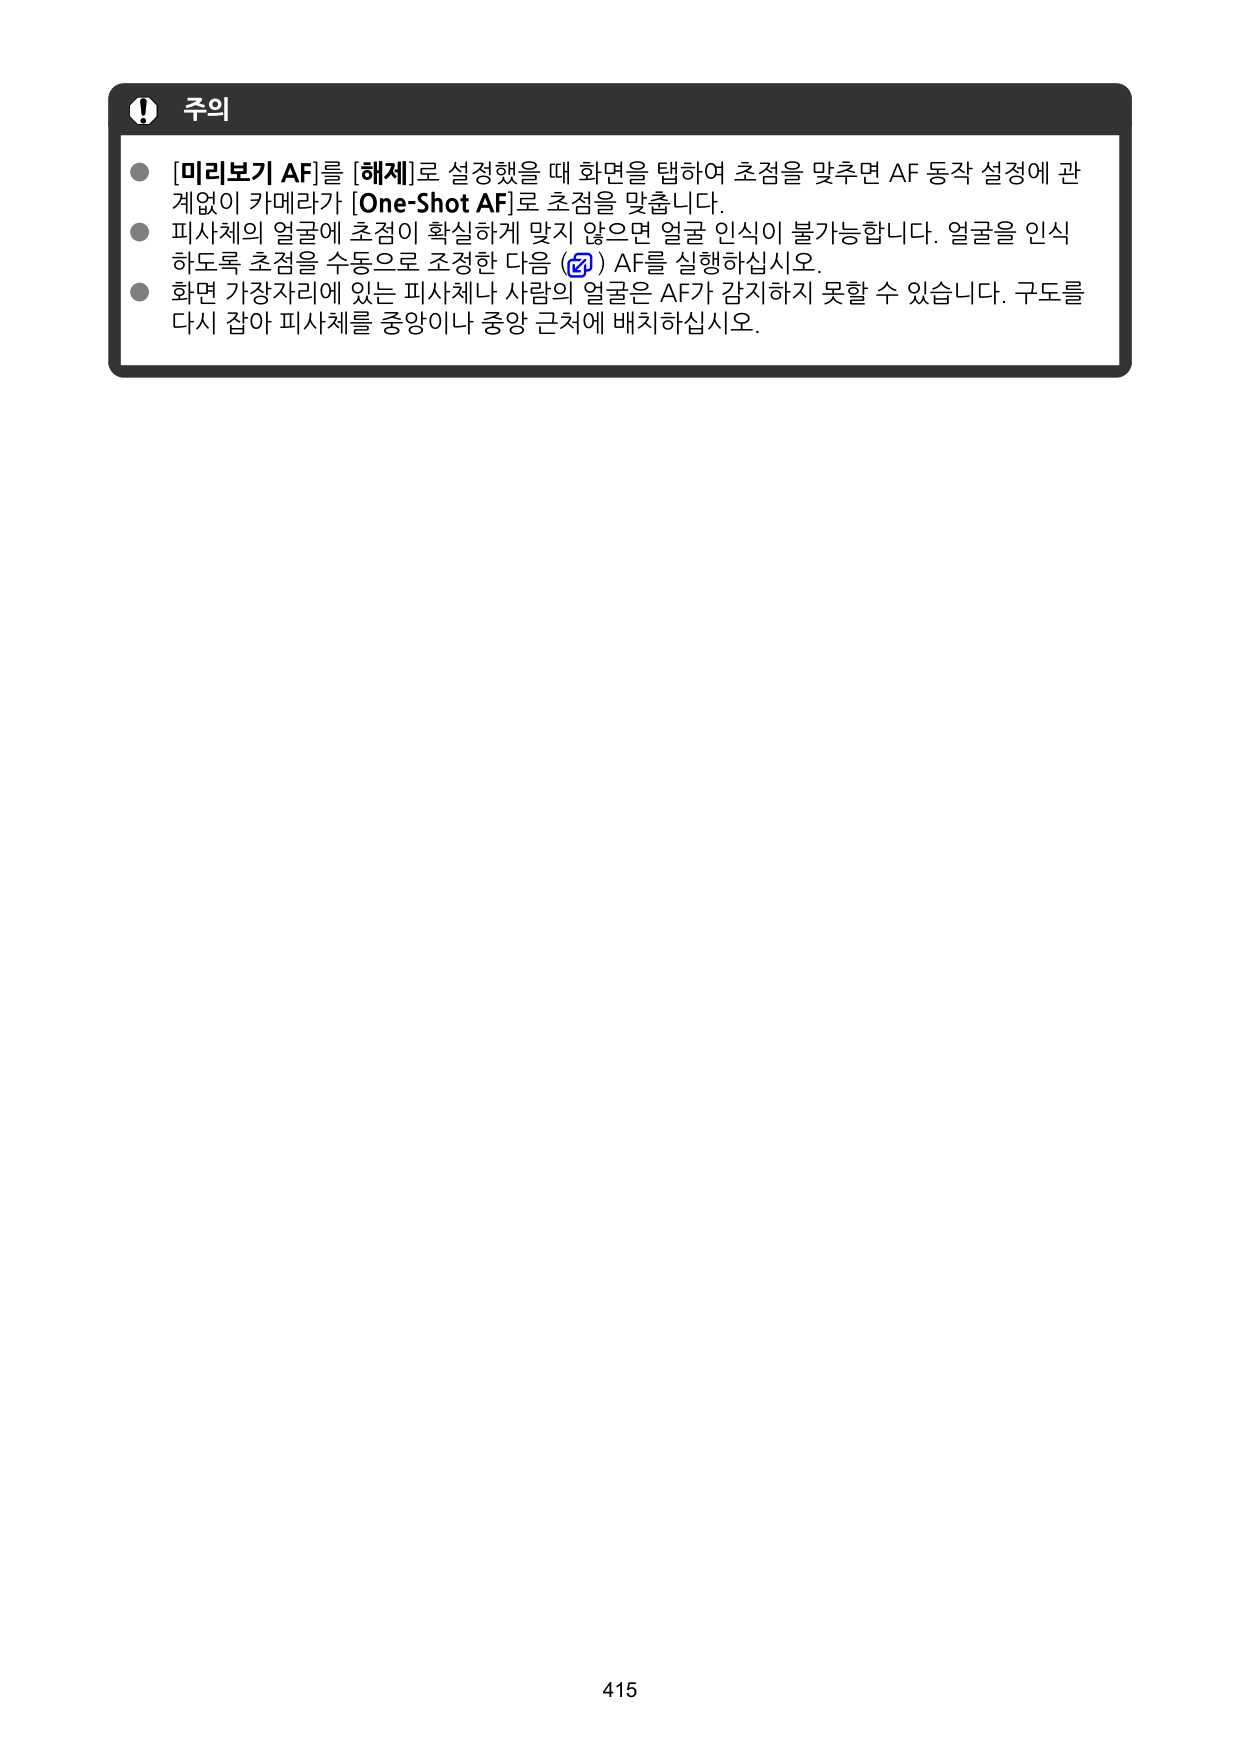 주의
● [미리보기 AF]를 [해제]로 설정했을 때 화면을 탭하여 초점을 맞추면 AF 동작 설정에 관
계없이 카메라가 [One-Shot AF]로 초점을 맞춥니다.
● 피사체의 얼굴에 초점이 확실하게 맞지 않으면 얼굴 인식이 불가능합니다. 얼굴을 인식
하도록 초점을 수동으로 조정한 다음 ( ) AF를 실행하십시오.
● 화면 가장자리에 있는 피사체나 사람의 얼굴은 AF가 감지하지 못할 수 있습니다. 구도를
다시 잡아 피사체를 중앙이나 중앙 근처에 배치하십시오.
415